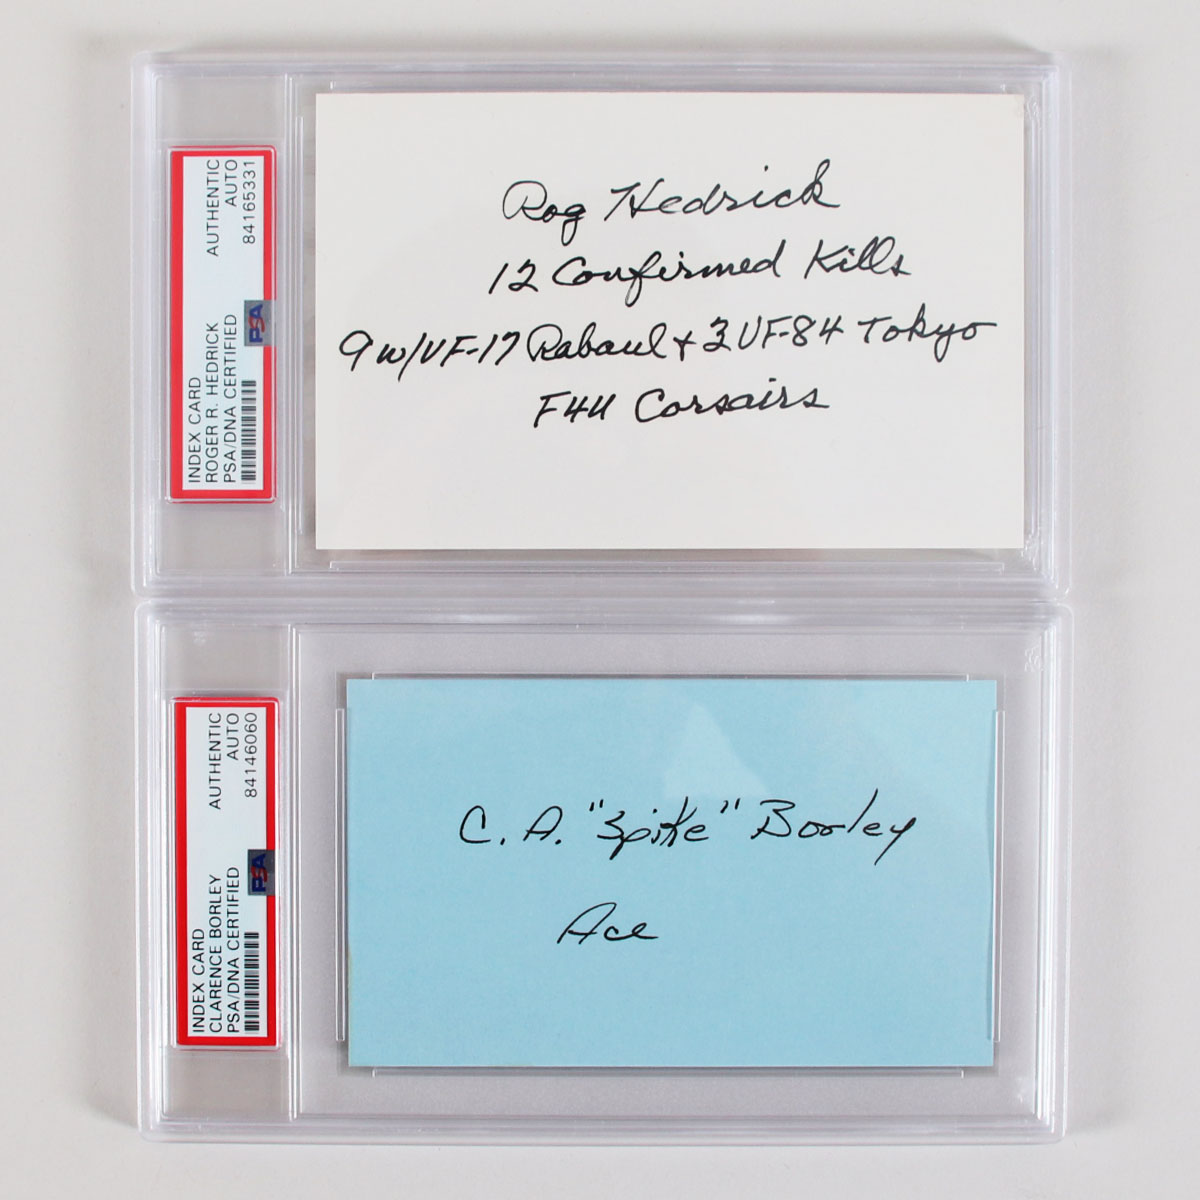 INDEX CARD
ROGER R. HEDRICK
PSA/DNA CERTIFIED
AUTHENTIC
AUTO
84165331
PSA
Rog Hedrick
12 Confirmed Kills
9 w/VF-17 Rabaul + 3 VF-84 Tokyo
F4U Corsairs
INDEX CARD
CLARENCE BORLEY
PSA/DNA CERTIFIED
AUTHENTIC
AUTO
84146060
PSA
C. A. "Spike" Borley
Ace